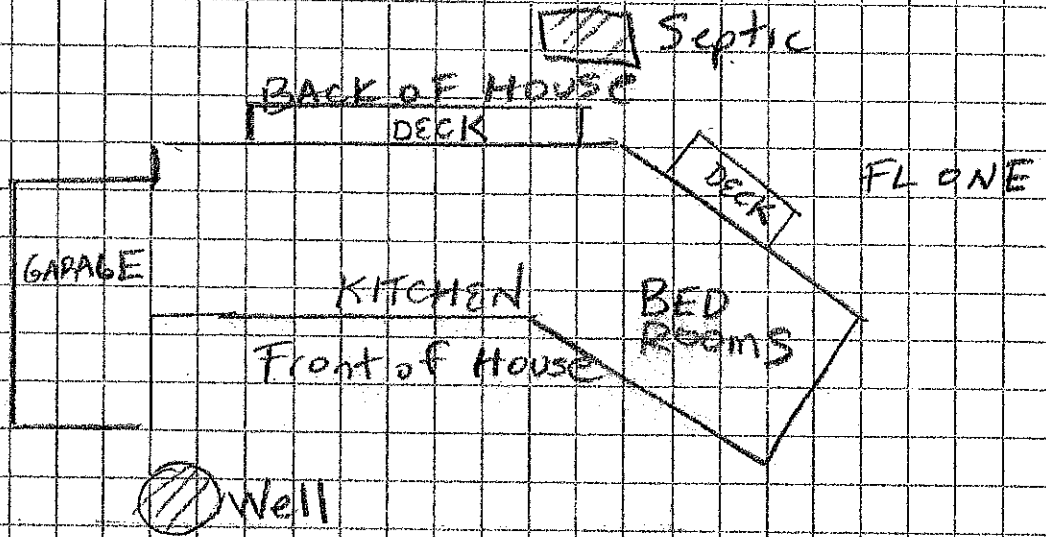 Septic
BACK OF HOUSE
DECK
DECK
FL ONE
GARAGE
KITCHEN
BED
ROOMS
Front of House
Well